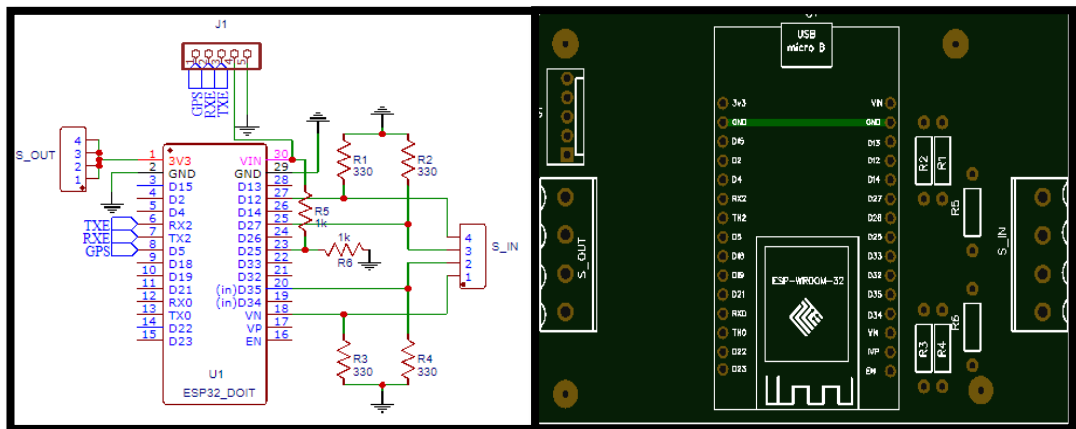 J1
1 2 3 4 5
GPS
RXE
TXE
S_OUT
4
3
2
1
1 3V3
2 GND
3 D15
4 D2
5 D4
6 RX2
7 TX2
8 D5
9 D18
10 D19
11 D21
12 RX0
13 TX0
14 D22
15 D23
VIN 30
GND 29
D13 28
D12 27
D14 26
D27 25
D26 24
D25 23
D33 22
D32 21
(in)D35 20
(in)D34 19
VN 18
VP 17
EN 16
TXE
RXE
GPS
U1
ESP32_DOIT
R1
330
R2
330
R5
1k
1k
R6
R3
330
R4
330
S_IN
4
3
2
1
USB
micro B
3v3
GND
D15
D2
D4
RX2
TH2
D5
D18
D19
D21
RXD
TH0
D22
D23
VIN
GND
D13
D12
D14
D27
D26
D25
D33
D32
D35
D34
VN
IVP
EN
ESP-WROOM-32
S_OUT
R2
R1
R5
S_IN
R6
R3
R4